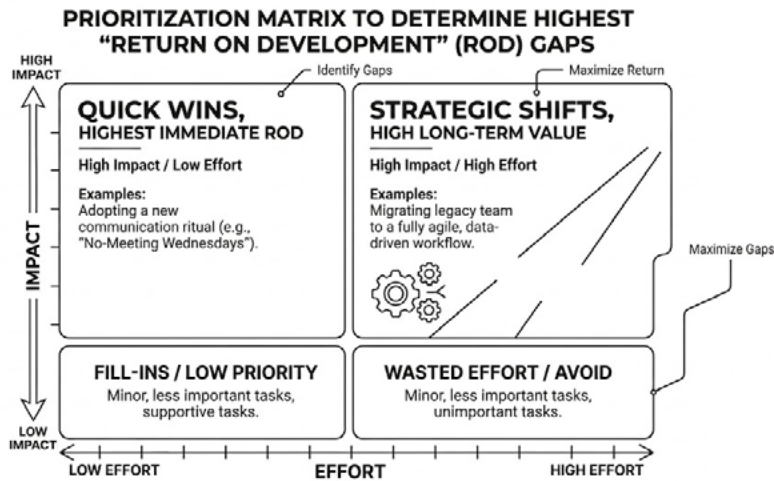 PRIORITIZATION MATRIX TO DETERMINE HIGHEST
“RETURN ON DEVELOPMENT” (ROD) GAPS
HIGH
IMPACT
Identify Gaps
Maximize Return
QUICK WINS,
HIGHEST IMMEDIATE ROD
High Impact / Low Effort
Examples:
Adopting a new
communication ritual (e.g.,
“No-Meeting Wednesdays”).
STRATEGIC SHIFTS,
HIGH LONG-TERM VALUE
High Impact / High Effort
Examples:
Migrating legacy team
to a fully agile, data-
driven workflow.
IMPACT
Maximize Gaps
FILL-INS / LOW PRIORITY
Minor, less important tasks,
supportive tasks.
WASTED EFFORT / AVOID
Minor, less important tasks,
unimportant tasks.
LOW
IMPACT
LOW EFFORT
EFFORT
HIGH EFFORT